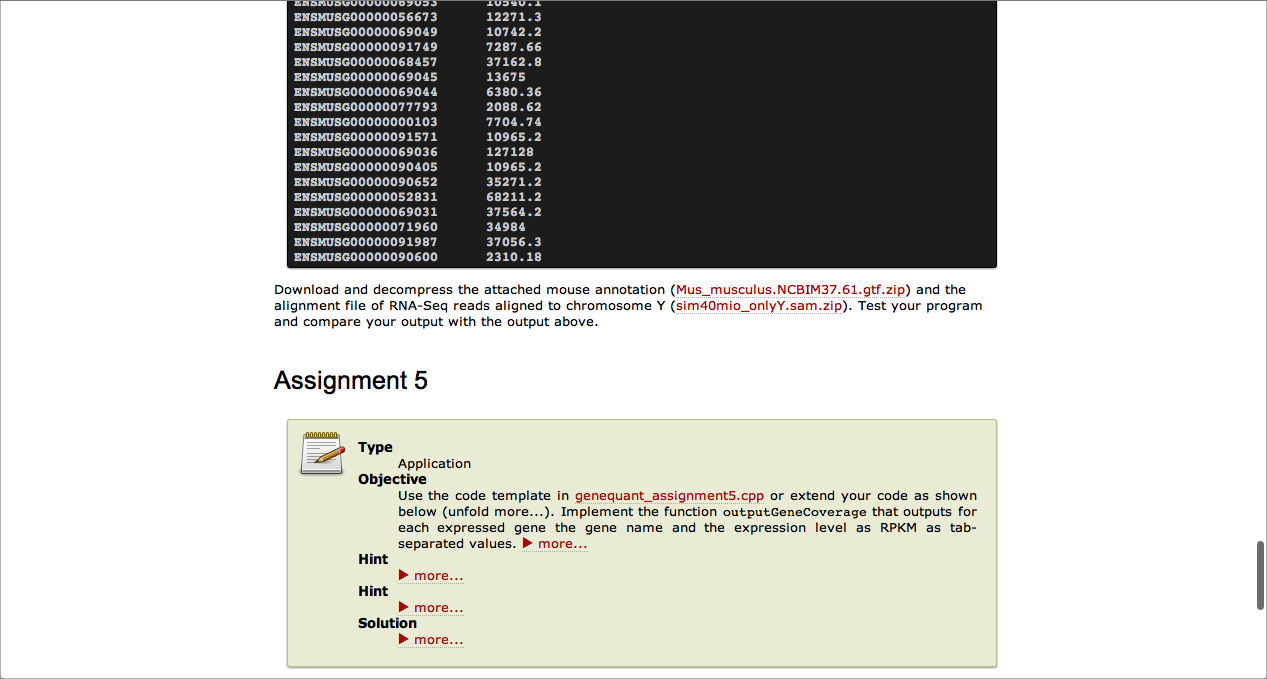 ENSMUSG00000069053 10540.1
ENSMUSG00000056673 12271.3
ENSMUSG00000069049 10742.2
ENSMUSG00000091749 7287.66
ENSMUSG00000068457 37162.8
ENSMUSG00000069045 13675
ENSMUSG00000069044 6380.36
ENSMUSG00000077793 2088.62
ENSMUSG00000000103 7704.74
ENSMUSG00000091571 10965.2
ENSMUSG00000069036 127128
ENSMUSG00000090405 10965.2
ENSMUSG00000090652 35271.2
ENSMUSG00000052831 68211.2
ENSMUSG00000069031 37564.2
ENSMUSG00000071960 34984
ENSMUSG00000091987 37056.3
ENSMUSG00000090600 2310.18
Download and decompress the attached mouse annotation (Mus_musculus.NCBIM37.61.gtf.zip) and the
alignment file of RNA-Seq reads aligned to chromosome Y (sim40mio_onlyY.sam.zip). Test your program
and compare your output with the output above.
Assignment 5
Type
Application
Objective
Use the code template in genequant_assignment5.cpp or extend your code as shown
below (unfold more...). Implement the function outputGeneCoverage that outputs for
each expressed gene the gene name and the expression level as RPKM as tab-
separated values. ▶ more...
Hint
▶ more...
Hint
▶ more...
Solution
▶ more...